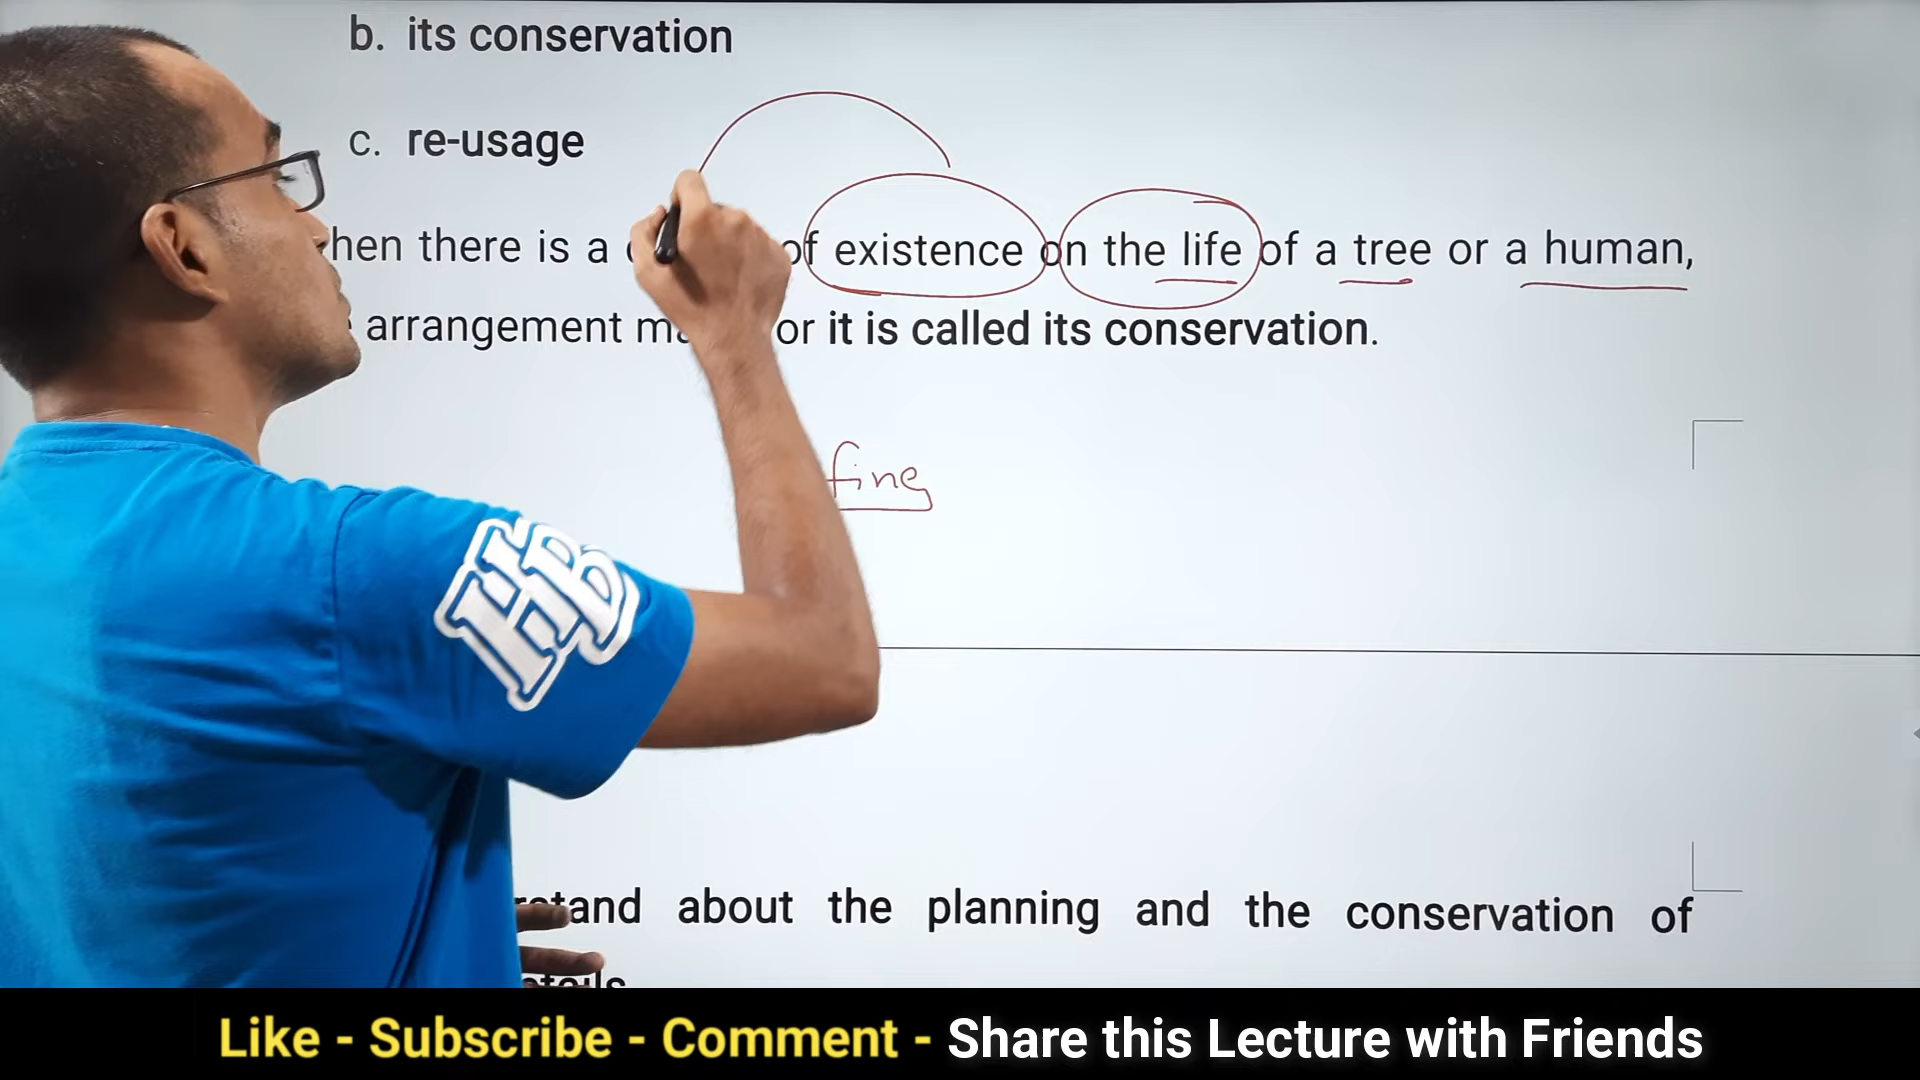 b. its conservation
c. re-usage
there is a of existence on the life of a tree or a human,
arrangement or it is called its conservation.
fine
HB
about the planning and the conservation of
Like - Subscribe - Comment - Share this Lecture with Friends